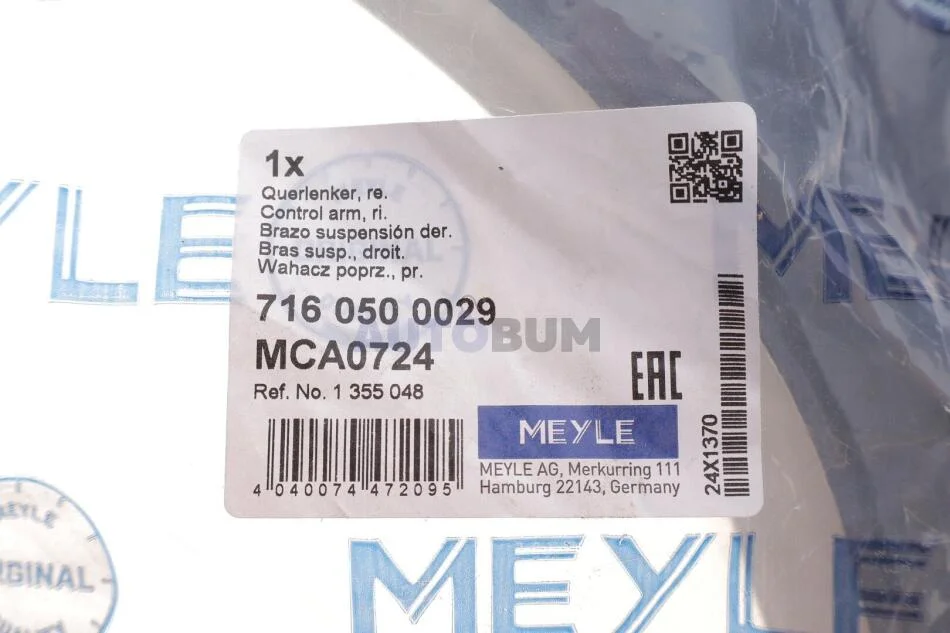 1x
Querlenker, re.
Control arm, ri.
Brazo suspensión der.
Bras susp., droit.
Wahacz poprz., pr.
716 050 0029
AUTOBUM
MCA0724
Ref. No. 1 355 048
EAC
MEYLE
MEYLE AG, Merkurring 111
Hamburg 22143, Germany
4 040074 472095
24X1370
MEYLE
MEYLE
ORIGINAL